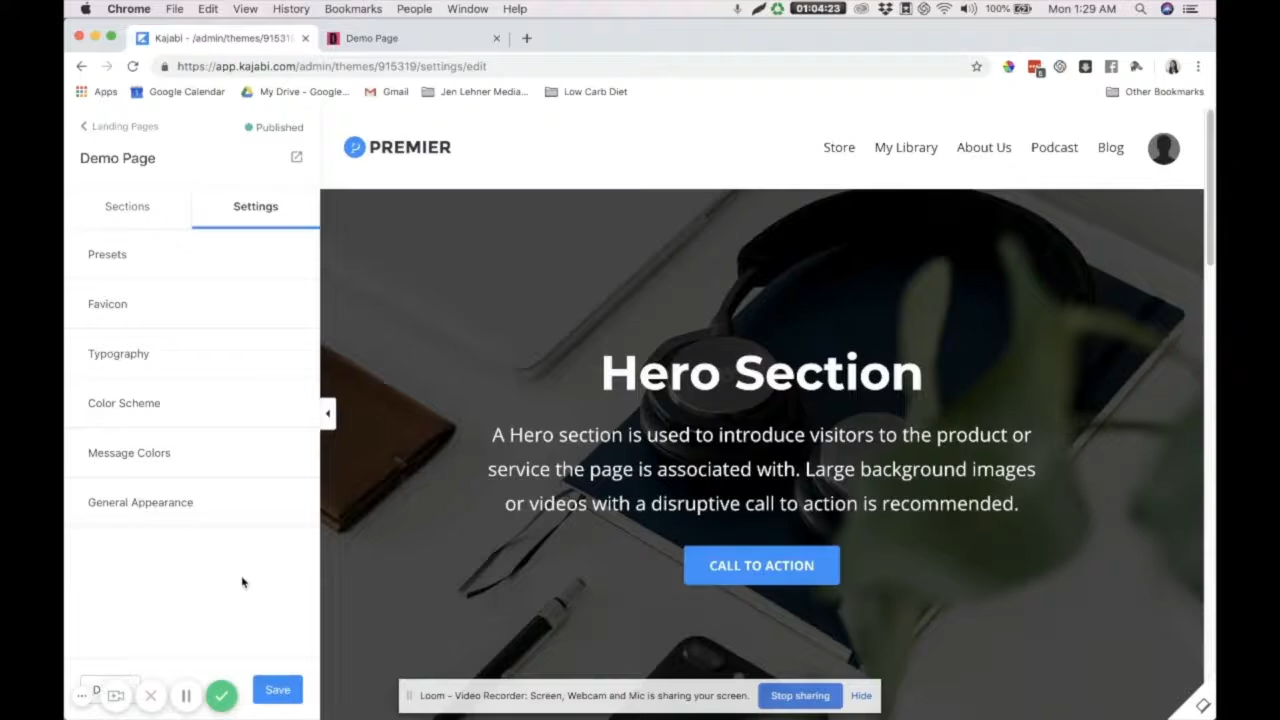 Chrome File Edit View History Bookmarks People Window Help 01:04:23 100% Mon 1:29 AM
Kajabi - /admin/themes/91531 Demo Page
https://app.kajabi.com/admin/themes/915319/settings/edit
Apps Google Calendar My Drive - Google... Gmail Jen Lehner Media... Low Carb Diet Other Bookmarks
Landing Pages Published
Demo Page
PREMIER Store My Library About Us Podcast Blog
Sections Settings
Presets
Favicon
Typography
Color Scheme
Message Colors
General Appearance
Hero Section
A Hero section is used to introduce visitors to the product or
service the page is associated with. Large background images
or videos with a disruptive call to action is recommended.
CALL TO ACTION
D Save
Loom - Video Recorder: Screen, Webcam and Mic is sharing your screen. Stop sharing Hide